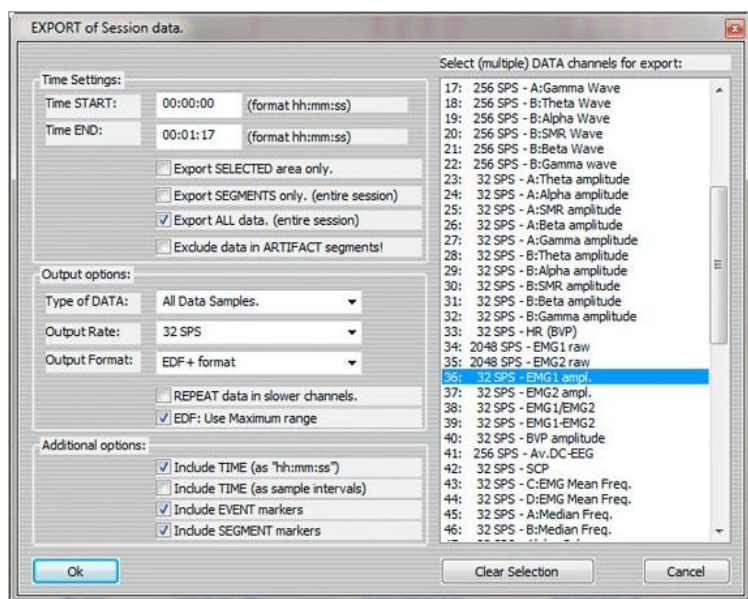 EXPORT of Session data.
Time Settings:
Time START: 00:00:00 (format hh:mm:ss)
Time END: 00:01:17 (format hh:mm:ss)
Export SELECTED area only.
Export SEGMENTS only. (entire session)
Export ALL data. (entire session)
Exclude data in ARTIFACT segments!
Output options:
Type of DATA: All Data Samples.
Output Rate: 32 SPS
Output Format: EDF+ format
REPEAT data in slower channels.
EDF: Use Maximum range
Additional options:
Include TIME (as "hh:mm:ss")
Include TIME (as sample intervals)
Include EVENT markers
Include SEGMENT markers
Ok
Select (multiple) DATA channels for export:
17: 256 SPS - A:Gamma Wave
18: 256 SPS - B:Theta Wave
19: 256 SPS - B:Alpha Wave
20: 256 SPS - B:SMR Wave
21: 256 SPS - B:Beta Wave
22: 256 SPS - B:Gamma wave
23: 32 SPS - A:Theta amplitude
24: 32 SPS - A:Alpha amplitude
25: 32 SPS - A:SMR amplitude
26: 32 SPS - A:Beta amplitude
27: 32 SPS - A:Gamma amplitude
28: 32 SPS - B:Theta amplitude
29: 32 SPS - B:Alpha amplitude
30: 32 SPS - B:SMR amplitude
31: 32 SPS - B:Beta amplitude
32: 32 SPS - B:Gamma amplitude
33: 32 SPS - HR (BVP)
34: 2048 SPS - EMG1 raw
35: 2048 SPS - EMG2 raw
36: 32 SPS - EMG1 ampl.
37: 32 SPS - EMG2 ampl.
38: 32 SPS - EMG1/EMG2
39: 32 SPS - EMG1-EMG2
40: 32 SPS - BVP amplitude
41: 256 SPS - Av.DC-EEG
42: 32 SPS - SCP
43: 32 SPS - C:EMG Mean Freq.
44: 32 SPS - D:EMG Mean Freq.
45: 32 SPS - A:Median Freq.
46: 32 SPS - B:Median Freq.
Clear Selection
Cancel